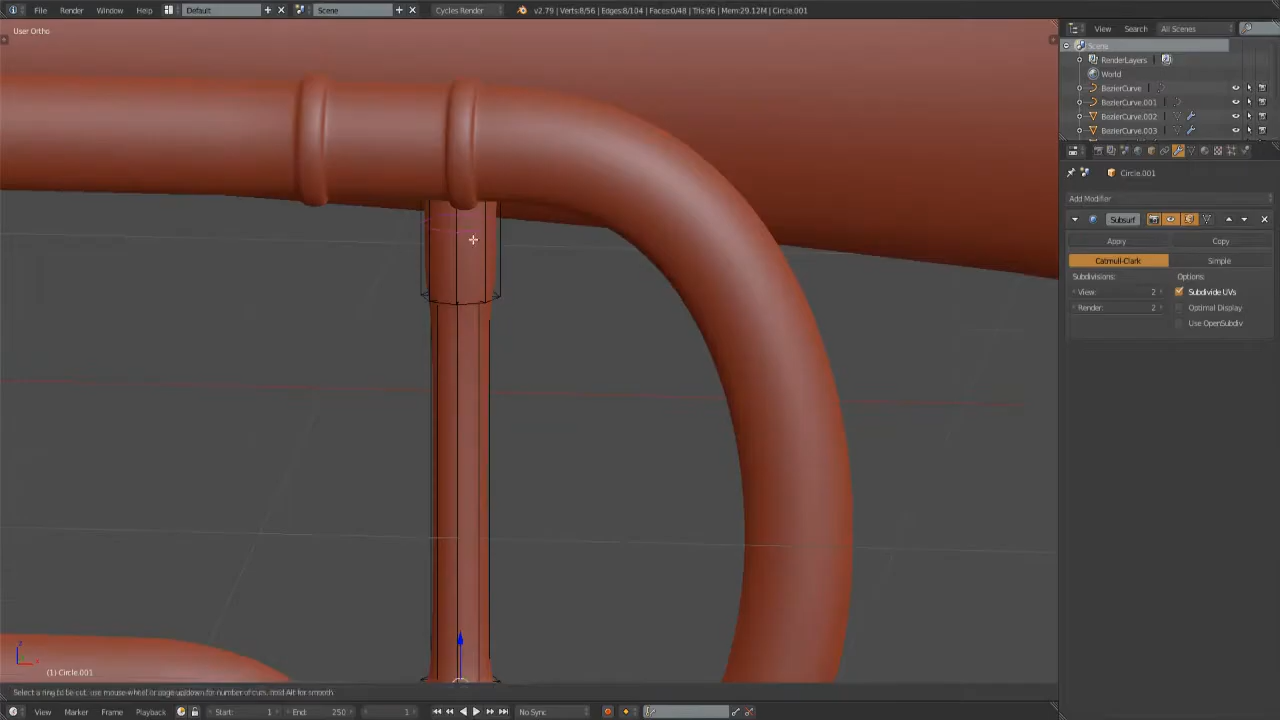 File Render Window Help Default Scene Cycles Render v2.79 | Verts:8/56 | Edges:8/104 | Faces:0/48 | Tris:96 | Mem:29.12M | Circle.001
User Ortho
View Search All Scenes
Scene
RenderLayers
World
BezierCurve
BezierCurve.001
BezierCurve.002
BezierCurve.003
Circle.001
Add Modifier
Subsurf
Apply Copy
Catmull-Clark Simple
Subdivisions: Options:
View: 2 Subdivide UVs
Render: 2 Optimal Display
Use OpenSubdiv
(1) Circle.001
Select a ring to be cut, use mouse-wheel or page-up/down for number of cuts, hold Alt for smooth
View Marker Frame Playback Start: 1 End: 250 1 No Sync